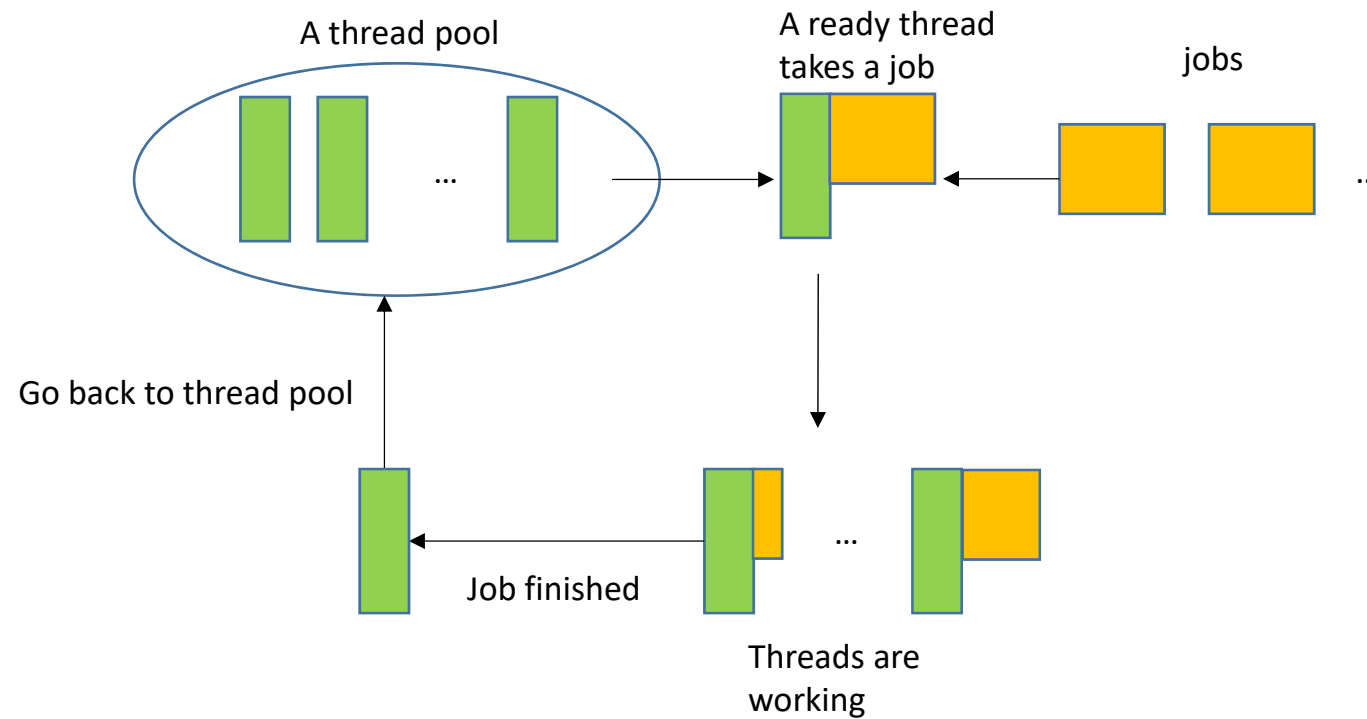 A thread pool
A ready thread
takes a job
jobs
...
...
Go back to thread pool
...
Job finished
Threads are
working